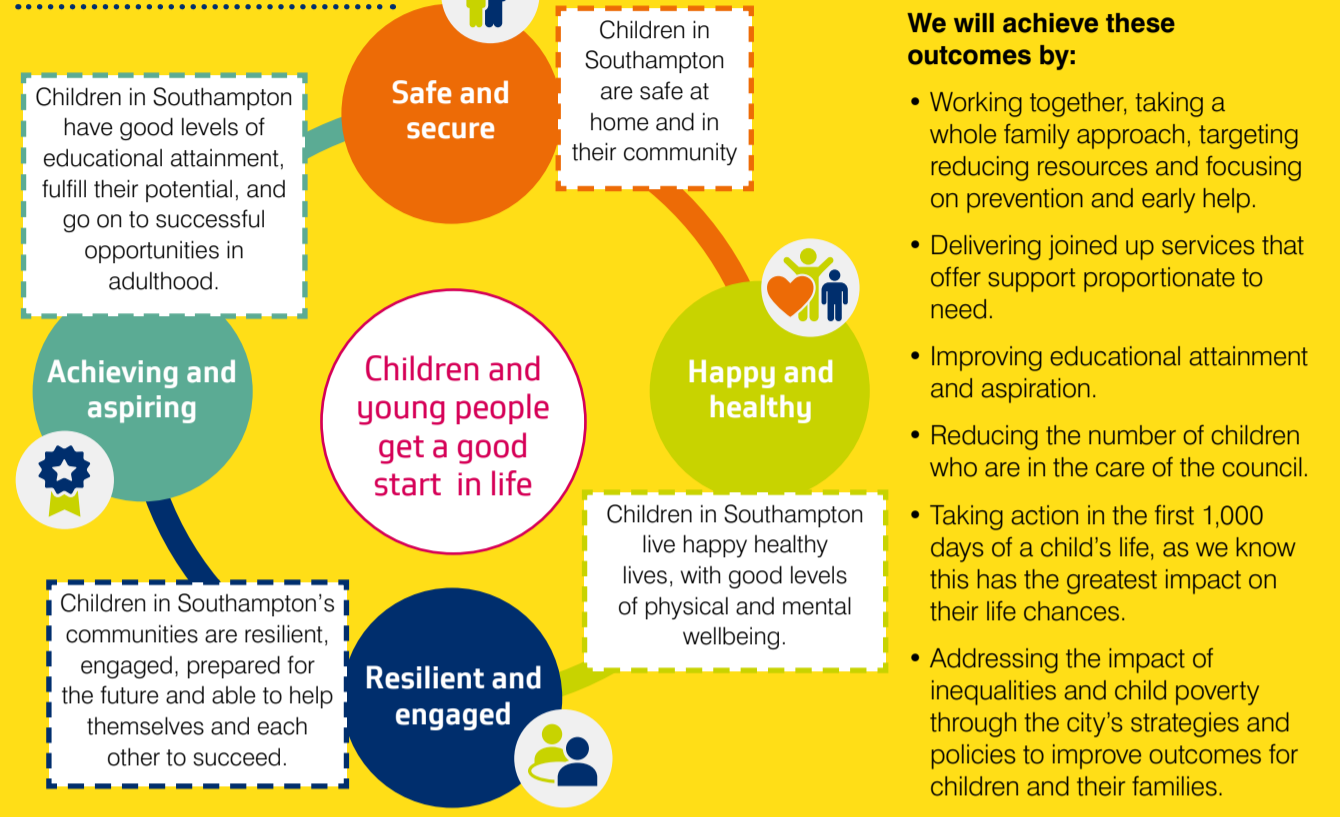 Safe and
secure
Children in
Southampton
are safe at
home and in
their community
Children in Southampton
have good levels of
educational attainment,
fulfill their potential, and
go on to successful
opportunities in
adulthood.
Achieving and
aspiring
Children and
young people
get a good
start in life
Happy and
healthy
Children in Southampton
live happy healthy
lives, with good levels
of physical and mental
wellbeing.
Children in Southampton's
communities are resilient,
engaged, prepared for
the future and able to help
themselves and each
other to succeed.
Resilient and
engaged
We will achieve these
outcomes by:
• Working together, taking a
whole family approach, targeting
reducing resources and focusing
on prevention and early help.
• Delivering joined up services that
offer support proportionate to
need.
• Improving educational attainment
and aspiration.
• Reducing the number of children
who are in the care of the council.
• Taking action in the first 1,000
days of a child's life, as we know
this has the greatest impact on
their life chances.
• Addressing the impact of
inequalities and child poverty
through the city's strategies and
policies to improve outcomes for
children and their families.